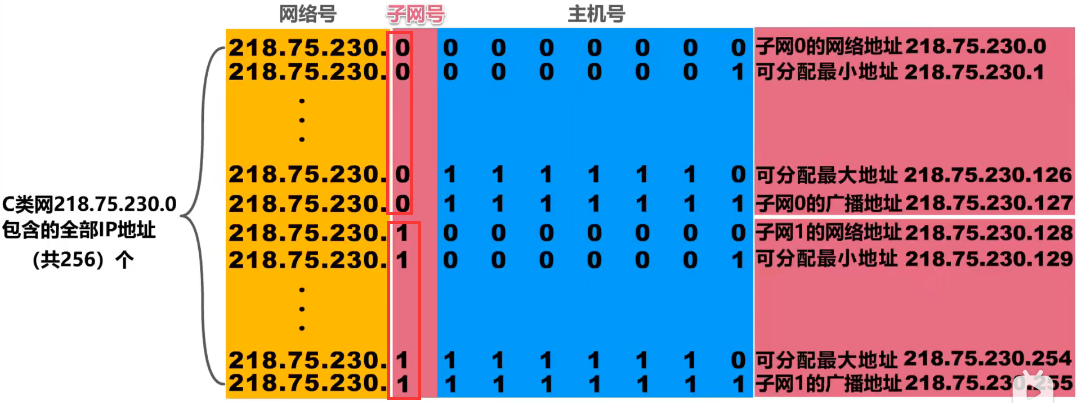 网络号 子网号 主机号
218.75.230.0 0 0 0 0 0 0 0 子网0的网络地址 218.75.230.0
218.75.230.0 0 0 0 0 0 0 1 可分配最小地址 218.75.230.1
218.75.230.0 1 1 1 1 1 1 0 可分配最大地址 218.75.230.126
218.75.230.0 1 1 1 1 1 1 1 子网0的广播地址 218.75.230.127
C类网218.75.230.0
包含的全部IP地址
（共256）个
218.75.230.1 0 0 0 0 0 0 0 子网1的网络地址 218.75.230.128
218.75.230.1 0 0 0 0 0 0 1 可分配最小地址 218.75.230.129
218.75.230.1 1 1 1 1 1 1 0 可分配最大地址 218.75.230.254
218.75.230.1 1 1 1 1 1 1 1 子网1的广播地址 218.75.230.255